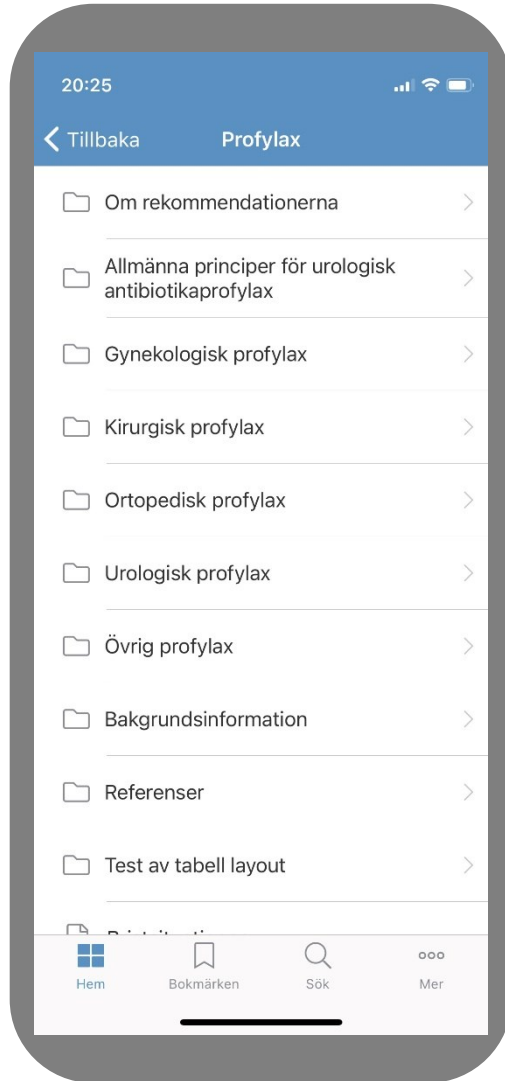 20:25
Tillbaka
Profylax
Om rekommendationerna
Allmänna principer för urologisk
antibiotikaprofylax
Gynekologisk profylax
Kirurgisk profylax
Ortopedisk profylax
Urologisk profylax
Övrig profylax
Bakgrundsinformation
Referenser
Test av tabell layout
Hem
Bokmärken
Sök
Mer